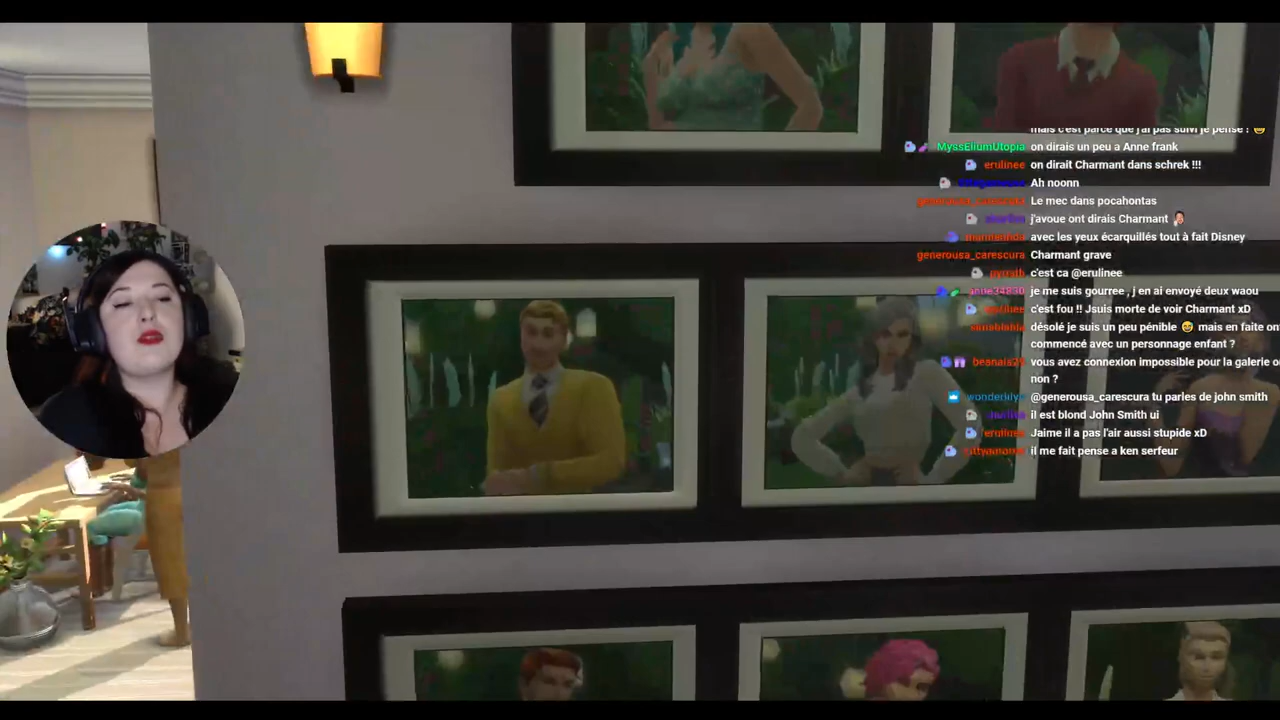 mais c'est parce que j'ai pas suivi je pense !
MyssEliumUtopia on dirais un peu a Anne frank
erulinee on dirait Charmant dans schrek !!!
Ah noonn
generousa_carescura Le mec dans pocahontas
j'avoue ont dirais Charmant
avec les yeux écarquillés tout à fait Disney
generousa_carescura Charmant grave
c'est ca @erulinee
je me suis gourree , j en ai envoyé deux waou
c'est fou !! Jsuis morte de voir Charmant xD
désolé je suis un peu pénible mais en faite on
commencé avec un personnage enfant ?
vous avez connexion impossible pour la galerie o
non ?
wonderlilys @generousa_carescura tu parles de john smith
il est blond John Smith ui
erulinee Jaime il a pas l'air aussi stupide xD
il me fait pense a ken serfeur